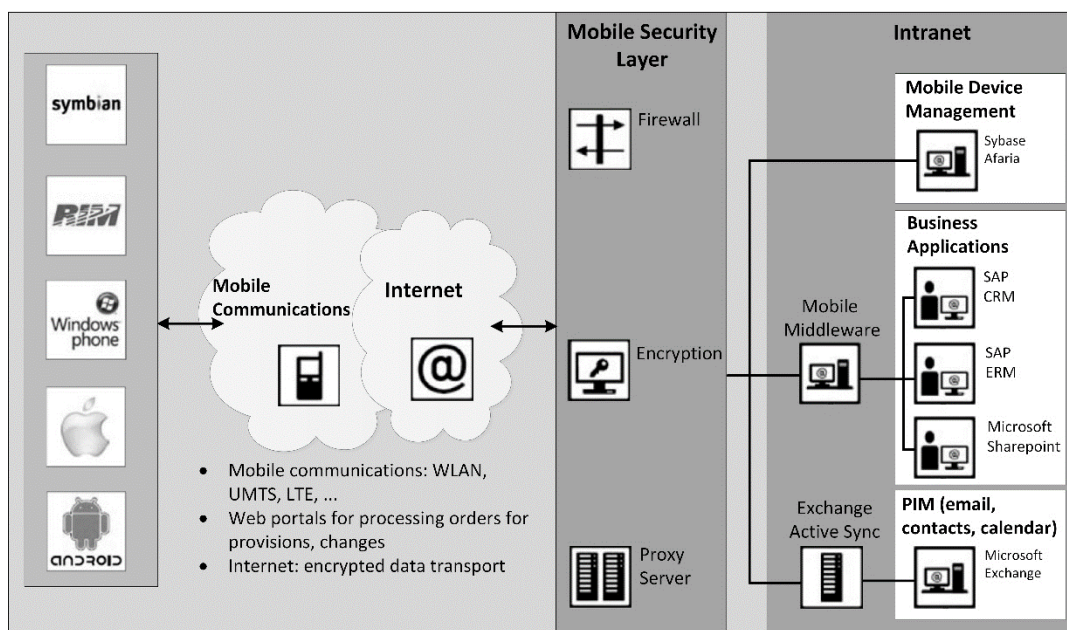 symbian
RIM
Windows
phone
android
Mobile
Communications
Internet
@
• Mobile communications: WLAN,
UMTS, LTE, ...
• Web portals for processing orders for
provisions, changes
• Internet: encrypted data transport
Mobile Security
Layer
Firewall
Encryption
Proxy
Server
Intranet
Mobile Device
Management
Sybase
Afaria
Mobile
Middleware
Business
Applications
SAP
CRM
SAP
ERM
Microsoft
Sharepoint
Exchange
Active Sync
PIM (email,
contacts, calendar)
Microsoft
Exchange